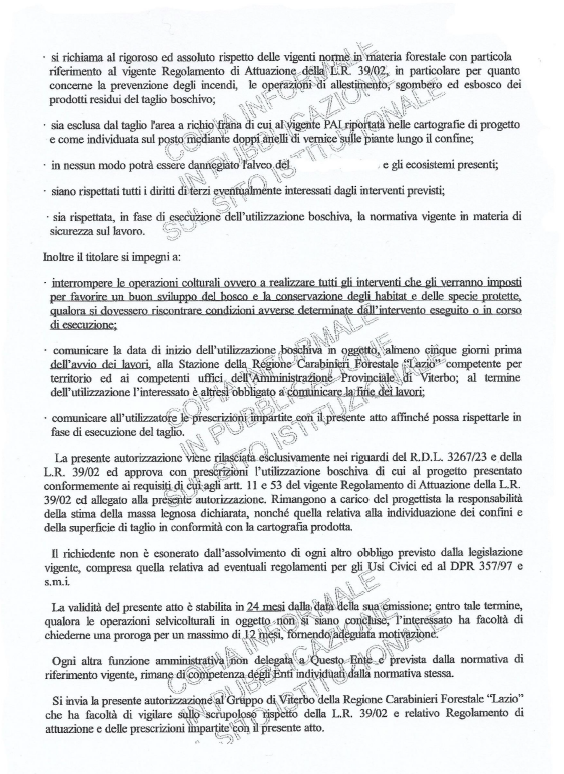 · si richiama al rigoroso ed assoluto rispetto delle vigenti norme in materia forestale con particola
riferimento al vigente Regolamento di Attuazione della L.R. 39/02, in particolare per quanto
concerne la prevenzione degli incendi, le operazioni di allestimento, sgombero ed esbosco dei
prodotti residui del taglio boschivo;
· sia esclusa dal taglio l'area a richio frana di cui al vigente PAI riportata nelle cartografie di progetto
e come individuata sul posto mediante doppi anelli di vernice sulle piante lungo il confine;
· in nessun modo potrà essere danneggiato l'alveo del e gli ecosistemi presenti;
· siano rispettati tutti i diritti di terzi eventualmente interessati dagli interventi previsti;
· sia rispettata, in fase di esecuzione dell'utilizzazione boschiva, la normativa vigente in materia di
sicurezza sul lavoro.
Inoltre il titolare si impegni a:
· interrompere le operazioni colturali ovvero a realizzare tutti gli interventi che gli verranno imposti
per favorire un buon sviluppo del bosco e la conservazione degli habitat e delle specie protette,
qualora si dovessero riscontrare condizioni avverse determinate dall'intervento eseguito o in corso
di esecuzione;
· comunicare la data di inizio dell'utilizzazione boschiva in oggetto, almeno cinque giorni prima
dell'avvio dei lavori, alla Stazione della Regione Carabinieri Forestale "Lazio" competente per
territorio ed ai competenti uffici dell'Amministrazione Provinciale di Viterbo; al termine
dell'utilizzazione l'interessato è altresì obbligato a comunicare la fine dei lavori;
· comunicare all'utilizzatore le prescrizioni impartite con il presente atto affinché possa rispettarle in
fase di esecuzione del taglio.
La presente autorizzazione viene rilasciata esclusivamente nei riguardi del R.D.L. 3267/23 e della
L.R. 39/02 ed approva con prescrizioni l'utilizzazione boschiva di cui al progetto presentato
conformemente ai requisiti di cui agli artt. 11 e 53 del vigente Regolamento di Attuazione della L.R.
39/02 ed allegato alla presente autorizzazione. Rimangono a carico del progettista la responsabilità
della stima della massa legnosa dichiarata, nonché quella relativa alla individuazione dei confini e
della superficie di taglio in conformità con la cartografia prodotta.
Il richiedente non è esonerato dall'assolvimento di ogni altro obbligo previsto dalla legislazione
vigente, compresa quella relativa ad eventuali regolamenti per gli Usi Civici ed al DPR 357/97 e
s.m.i.
La validità del presente atto è stabilita in 24 mesi dalla data della sua emissione; entro tale termine,
qualora le operazioni selvicolturali in oggetto non si siano concluse, l'interessato ha facoltà di
chiederne una proroga per un massimo di 12 mesi, fornendo adeguata motivazione.
Ogni altra funzione amministrativa non delegata a Questo Ente e prevista dalla normativa di
riferimento vigente, rimane di competenza degli Enti individuati dalla normativa stessa.
Si invia la presente autorizzazione al Gruppo di Viterbo della Regione Carabinieri Forestale "Lazio"
che ha facoltà di vigilare sullo scrupoloso rispetto della L.R. 39/02 e relativo Regolamento di
attuazione e delle prescrizioni impartite con il presente atto.
COPIA INFORMALE
IN PUBBLICAZIONE
SUL SITO ISTITUZIONALE
COPIA INFORMALE
IN PUBBLICAZIONE
SUL SITO ISTITUZIONALE
COPIA INFORMALE
IN PUBBLICAZIONE
SUL SITO ISTITUZIONALE